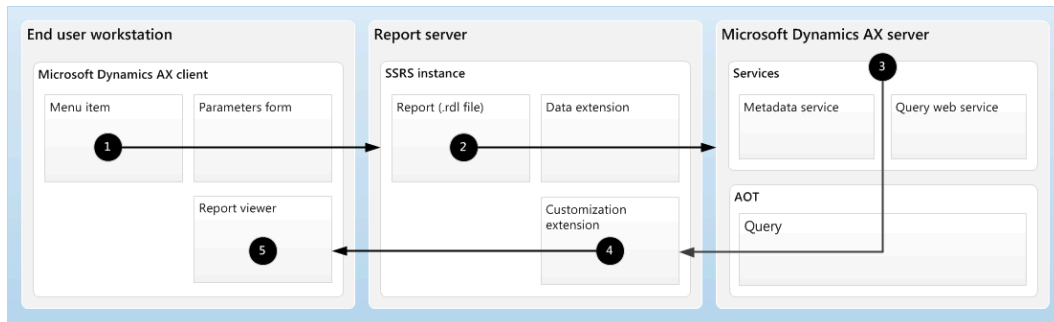 End user workstation
Report server
Microsoft Dynamics AX server
Microsoft Dynamics AX client
SSRS instance
Services
3
Menu item
Parameters form
Report (.rdl file)
Data extension
Metadata service
Query web service
1
2
AOT
Report viewer
Customization
extension
Query
5
4